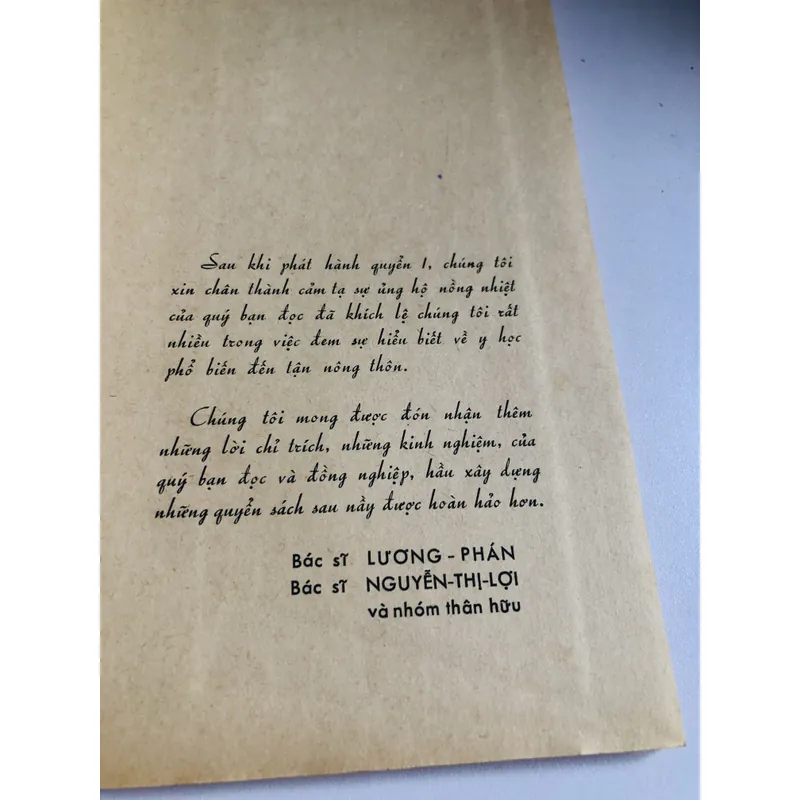 Sau khi phát hành quyển 1, chúng tôi
xin chân thành cảm tạ sự ủng hộ nồng nhiệt
của quý bạn đọc đã khích lệ chúng tôi rất
nhiều trong việc đem sự hiểu biết về y học
phổ biến đến tận nông thôn.
Chúng tôi mong được đón nhận thêm
những lời chỉ trích, những kinh nghiệm, của
quý bạn đọc và đồng nghiệp, hầu xây dựng
những quyển sách sau nầy được hoàn hảo hơn.
Bác sĩ LƯƠNG - PHÁN
Bác sĩ NGUYỄN-THỊ-LỢI
và nhóm thân hữu